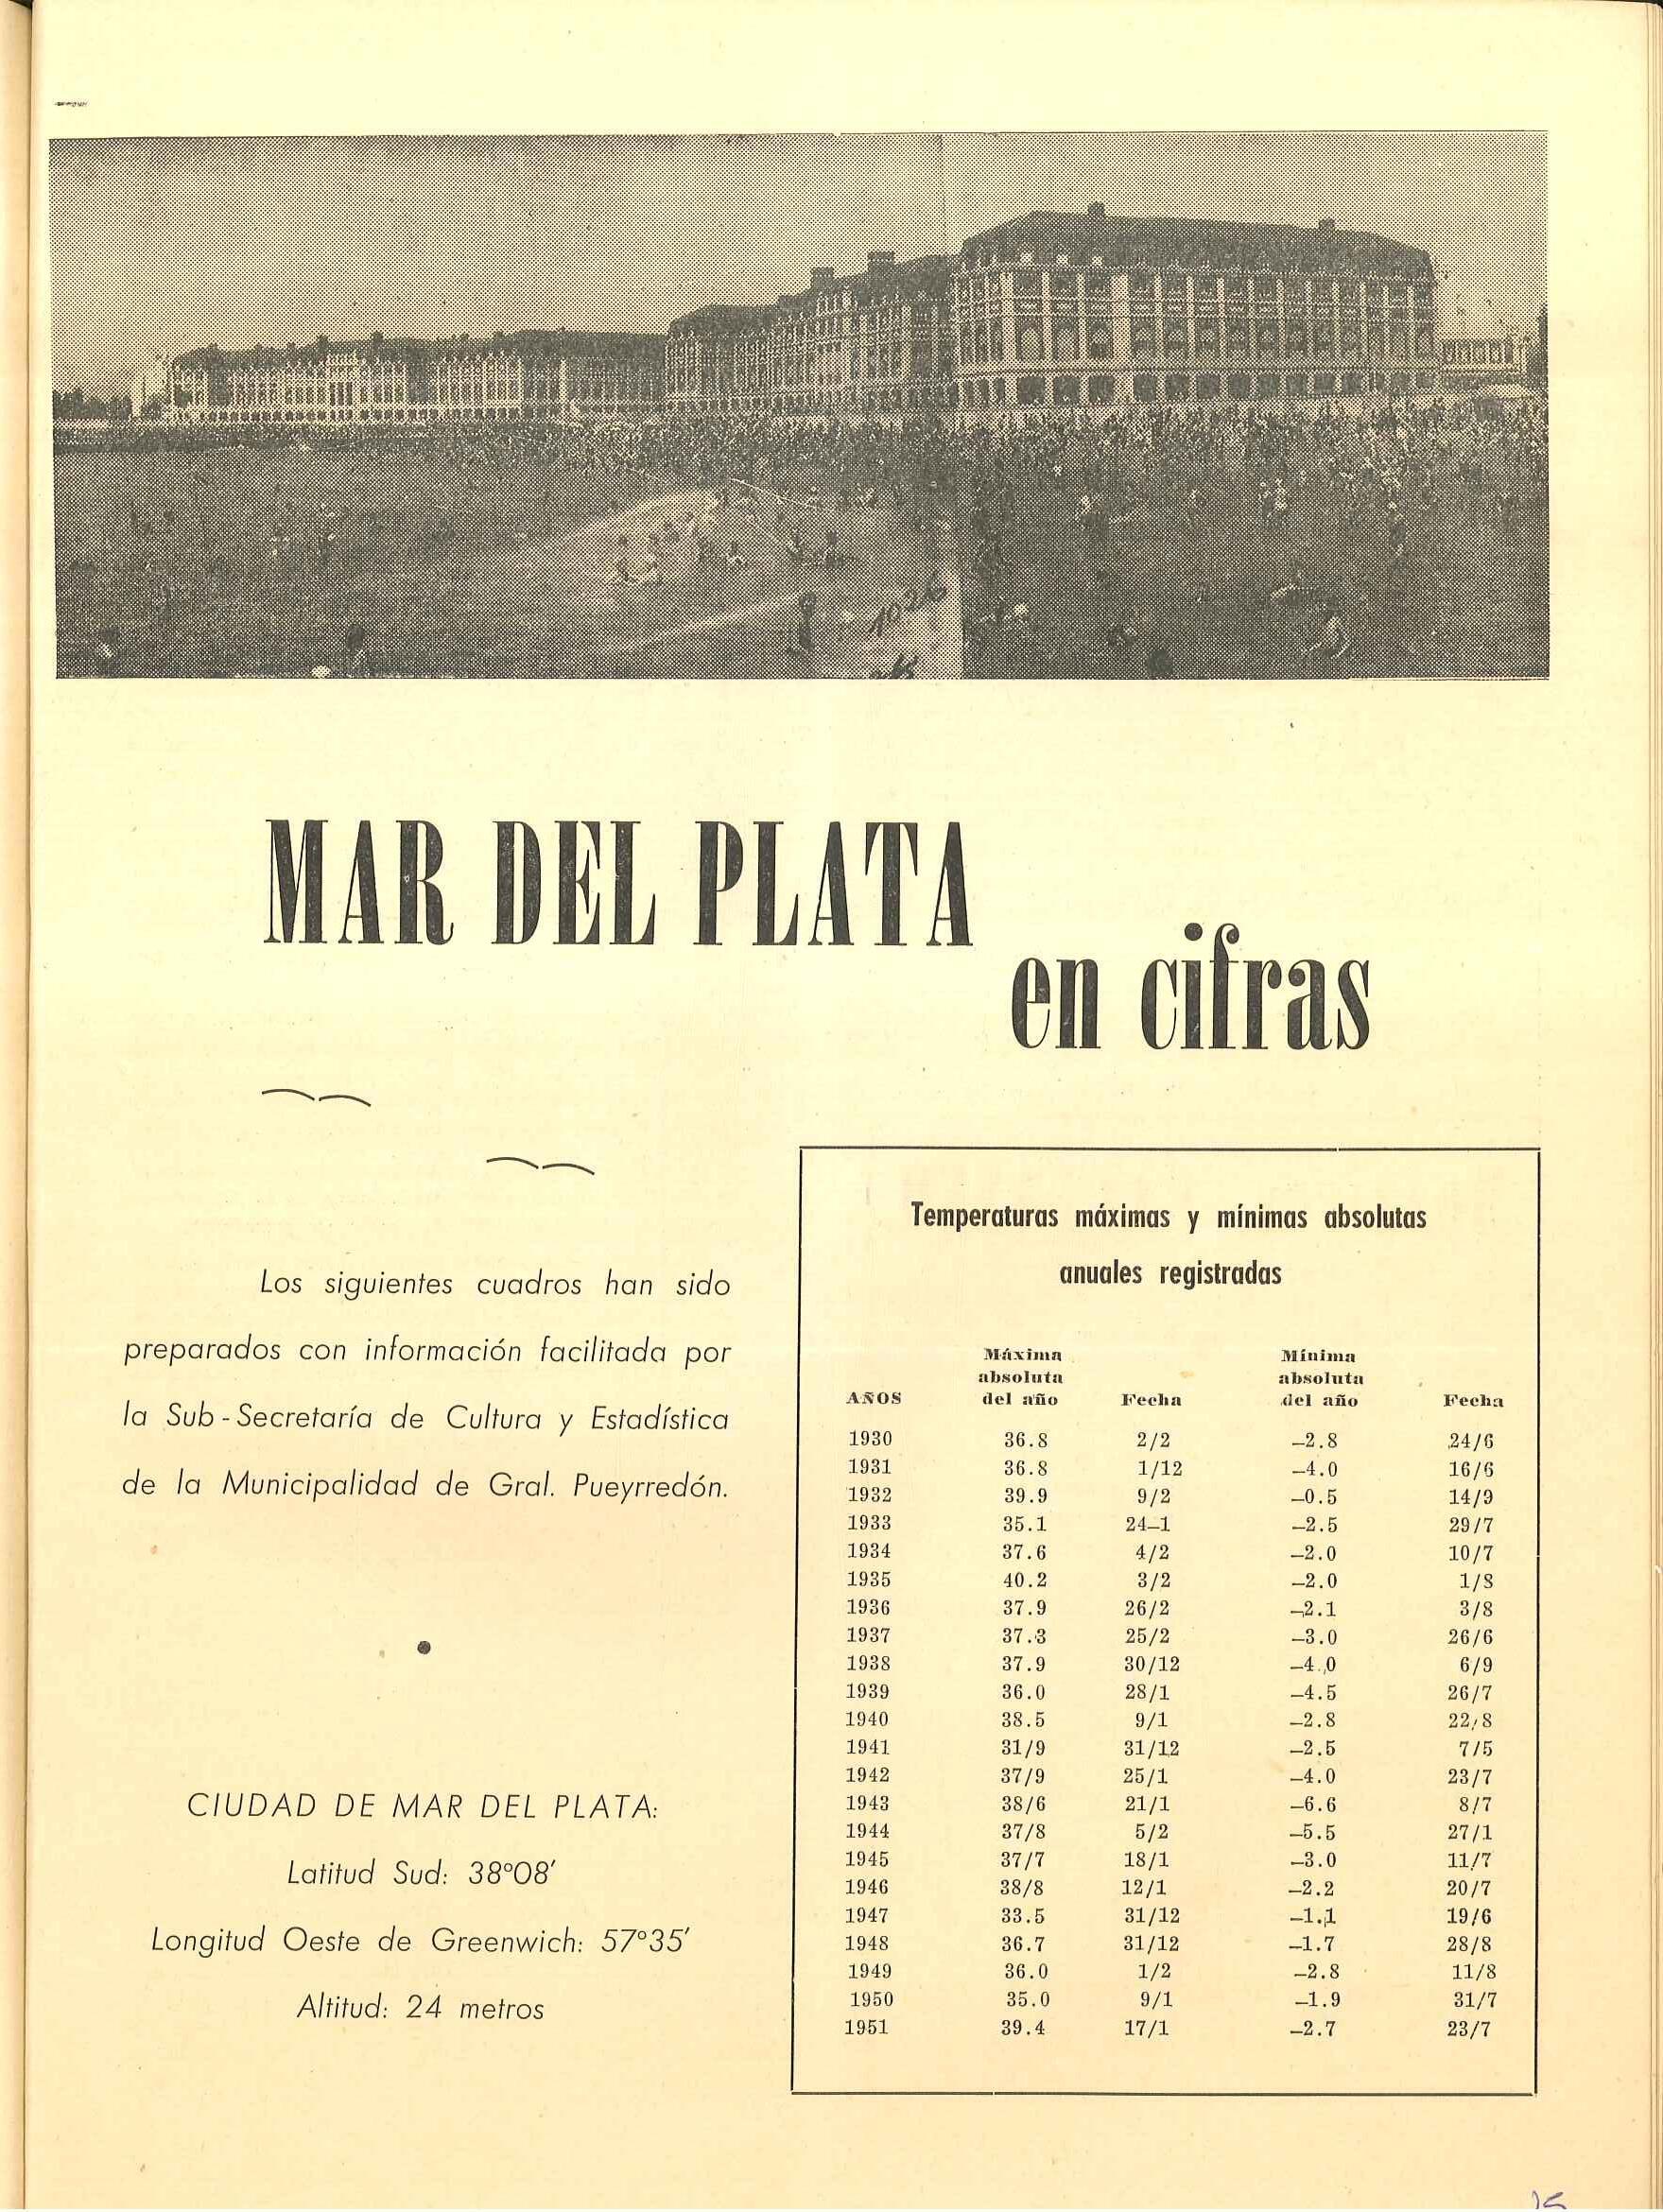 1026
MAR DEL PLATA
en cifras
Los siguientes cuadros han sido
preparados con información facilitada por
la Sub-Secretaría de Cultura y Estadística
de la Municipalidad de Gral. Pueyrredón.
CIUDAD DE MAR DEL PLATA:
Latitud Sud: 38°08′
Longitud Oeste de Greenwich: 57°35′
Altitud: 24 metros
Temperaturas máximas y mínimas absolutas
anuales registradas
AÑOS Máxima absoluta del año Fecha Mínima absoluta del año Fecha
1930 36.8 2/2 —2.8 24/6
1931 36.8 1/12 —4.0 16/6
1932 39.9 9/2 —0.5 14/9
1933 35.1 24—1 —2.5 29/7
1934 37.6 4/2 —2.0 10/7
1935 40.2 3/2 —2.0 1/8
1936 37.9 26/2 —2.1 3/8
1937 37.3 25/2 —3.0 26/6
1938 37.9 30/12 —4.0 6/9
1939 36.0 28/1 —4.5 26/7
1940 38.5 9/1 —2.8 22/8
1941 31/9 31/12 —2.5 7/5
1942 37/9 25/1 —4.0 23/7
1943 38/6 21/1 —6.6 8/7
1944 37/8 5/2 —5.5 27/1
1945 37/7 18/1 —3.0 11/7
1946 38/8 12/1 —2.2 20/7
1947 33.5 31/12 —1.1 19/6
1948 36.7 31/12 —1.7 28/8
1949 36.0 1/2 —2.8 11/8
1950 35.0 9/1 —1.9 31/7
1951 39.4 17/1 —2.7 23/7